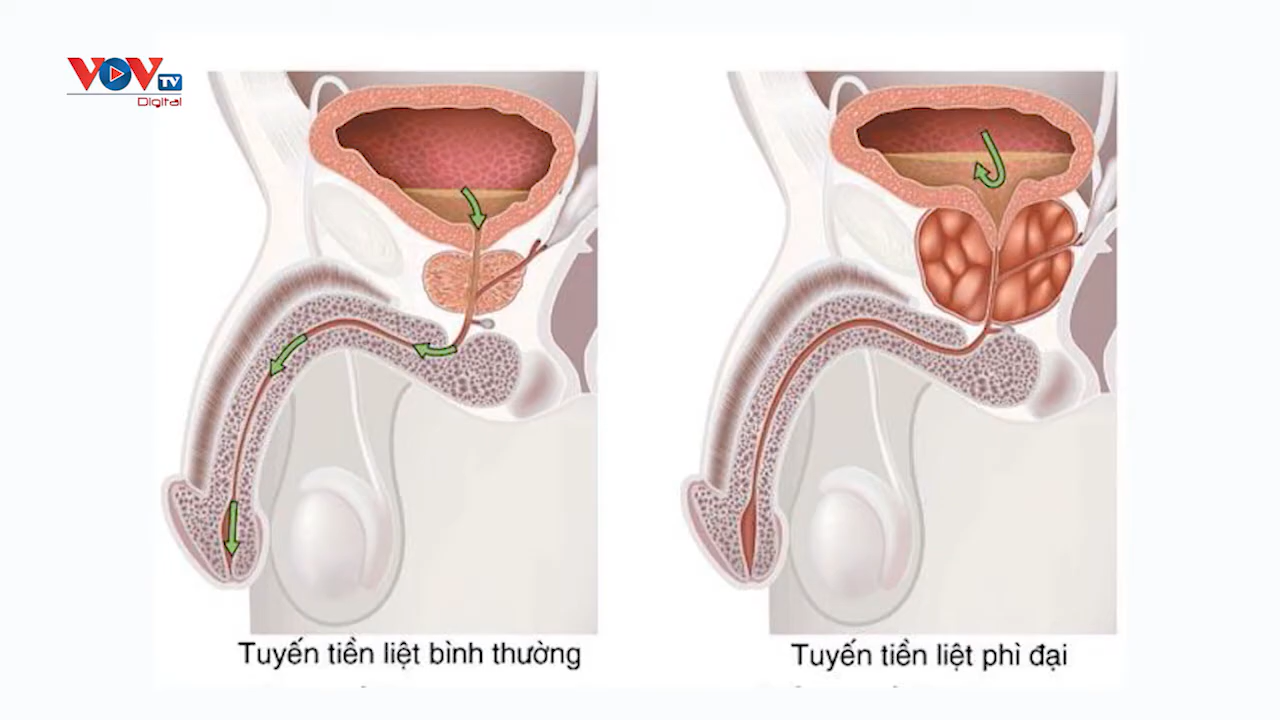 VOV TV
Digital
Tuyến tiền liệt bình thường
Tuyến tiền liệt phì đại